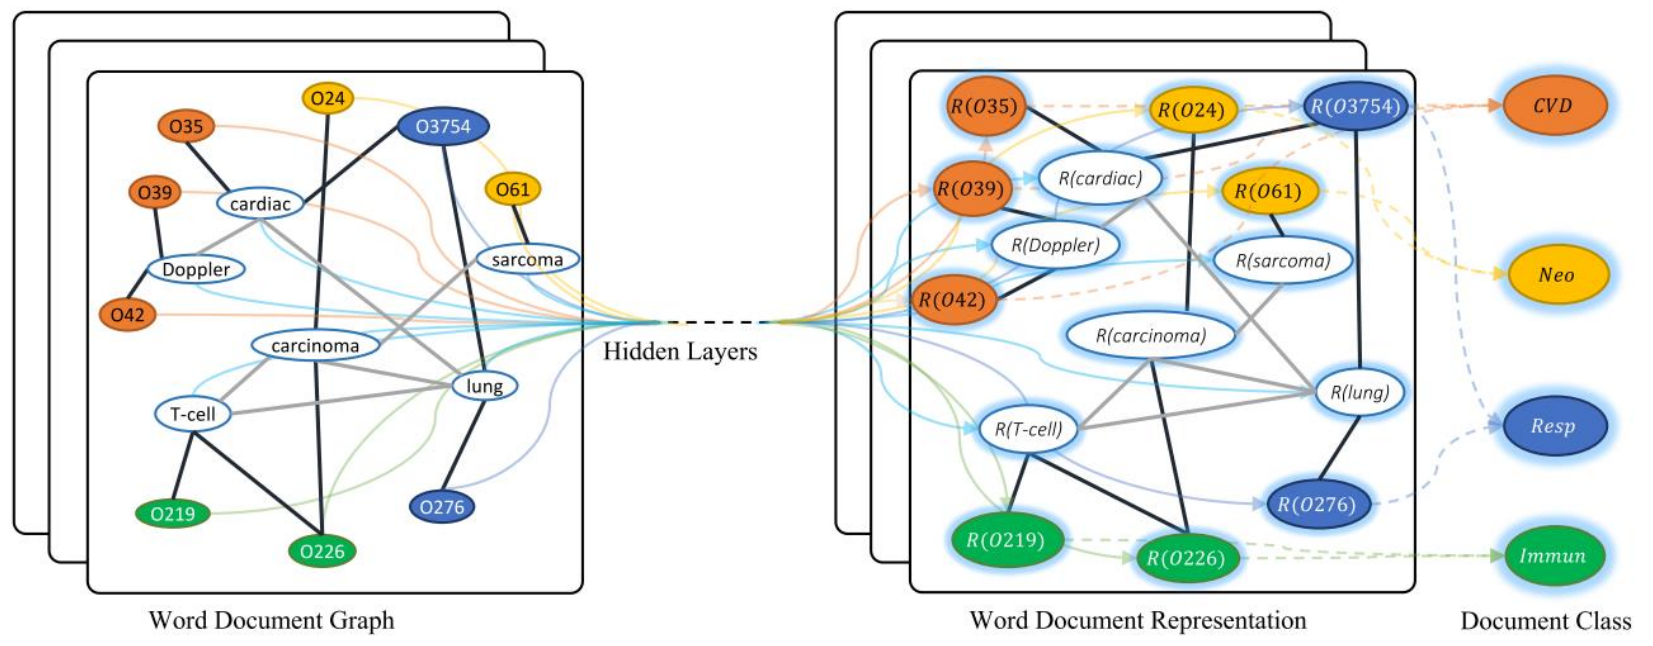 O24
O35
O3754
O39
O61
cardiac
Doppler
sarcoma
O42
carcinoma
lung
T-cell
O219
O276
O226
Word Document Graph
Hidden Layers
R(O35)
R(O24)
R(O3754)
R(O39)
R(cardiac)
R(O61)
R(Doppler)
R(sarcoma)
R(O42)
R(carcinoma)
R(lung)
R(T-cell)
R(O276)
R(O219)
R(O226)
Word Document Representation
CVD
Neo
Resp
Immun
Document Class